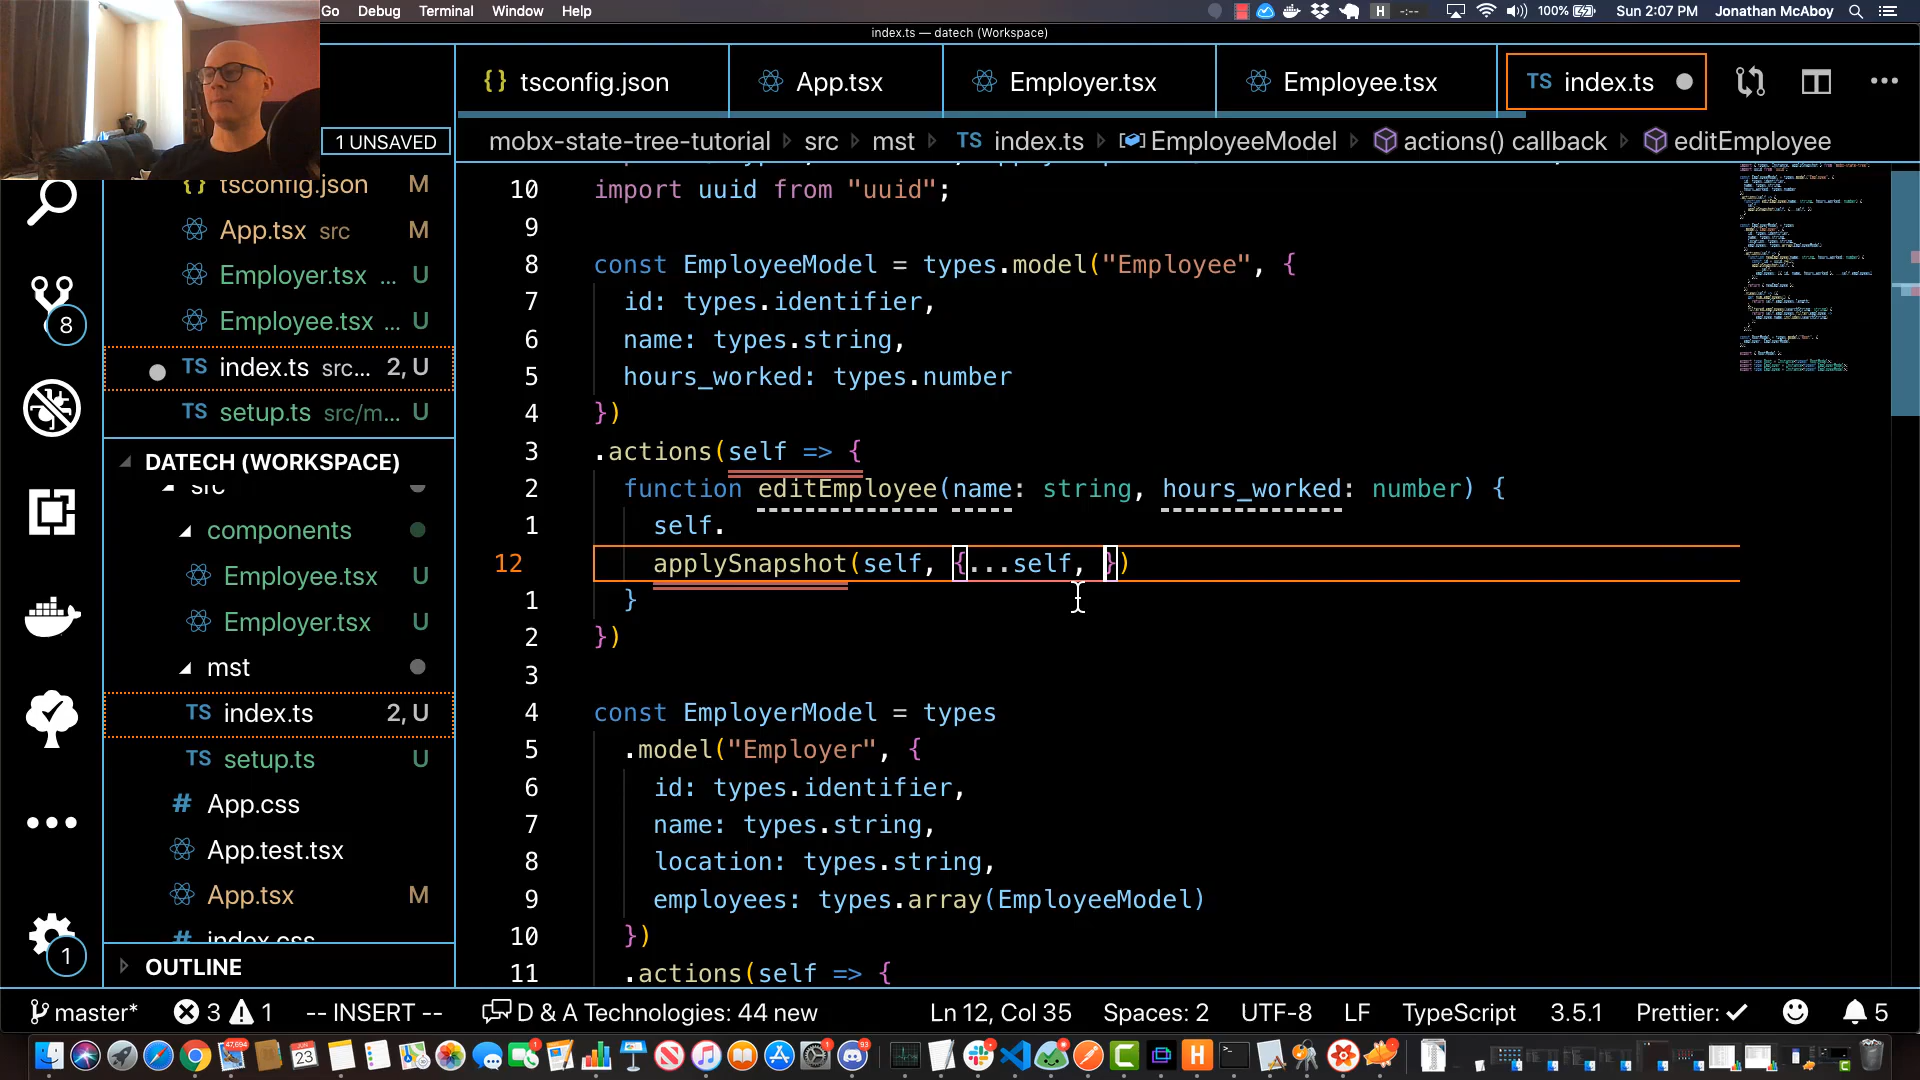 Go Debug Terminal Window Help
H --:-- 100% Sun 2:07 PM Jonathan McAboy
index.ts — datech (Workspace)
{} tsconfig.json App.tsx Employer.tsx Employee.tsx TS index.ts
1 UNSAVED
mobx-state-tree-tutorial src mst TS index.ts EmployeeModel actions() callback editEmployee
{} tsconfig.json M
App.tsx src M
Employer.tsx ... U
Employee.tsx ... U
TS index.ts src... 2, U
TS setup.ts src/m... U
8
DATECH (WORKSPACE)
src
components
Employee.tsx U
Employer.tsx U
mst
TS index.ts 2, U
TS setup.ts U
# App.css
App.test.tsx
App.tsx M
# index.css
1
OUTLINE
10 import uuid from "uuid";
9
8 const EmployeeModel = types.model("Employee", {
7 id: types.identifier,
6 name: types.string,
5 hours_worked: types.number
4 })
3 .actions(self => {
2 function editEmployee(name: string, hours_worked: number) {
1 self.
12 applySnapshot(self, {...self, })
1 }
2 })
3
4 const EmployerModel = types
5 .model("Employer", {
6 id: types.identifier,
7 name: types.string,
8 location: types.string,
9 employees: types.array(EmployeeModel)
10 })
11 .actions(self => {
master* 3 1 -- INSERT -- D & A Technologies: 44 new Ln 12, Col 35 Spaces: 2 UTF-8 LF TypeScript 3.5.1 Prettier: 5